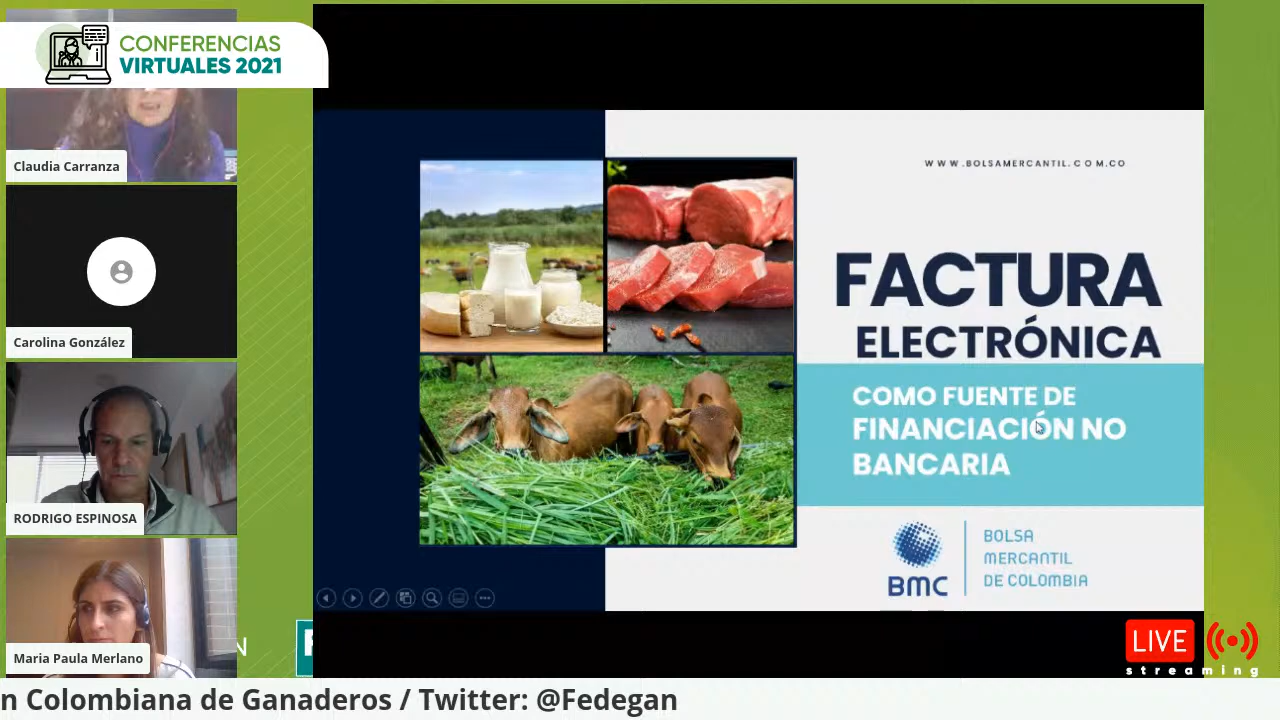 CONFERENCIAS
VIRTUALES 2021
Claudia Carranza
Carolina González
RODRIGO ESPINOSA
Maria Paula Merlano
WWW.BOLSAMERCANTIL.COM.CO
FACTURA
ELECTRÓNICA
COMO FUENTE DE
FINANCIACIÓN NO
BANCARIA
BMC
BOLSA
MERCANTIL
DE COLOMBIA
N
F
LIVE
streaming
n Colombiana de Ganaderos / Twitter: @Fedegan